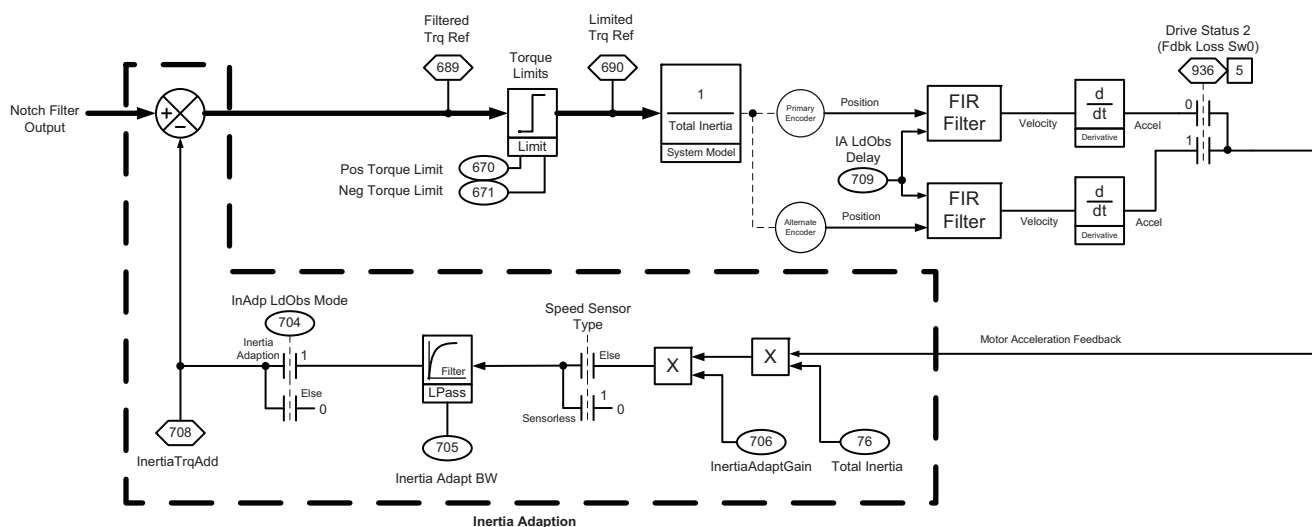 Filtered
Trq Ref
689
Limited
Trq Ref
690
Torque
Limits
Drive Status 2
(Fdbk Loss Sw0)
936
5
Notch Filter
Output
+
−
Limit
Pos Torque Limit
670
Neg Torque Limit
671
1
Total Inertia
System Model
Primary
Encoder
Position
FIR
Filter
Velocity
d
dt
Derivative
Accel
0
1
IA LdObs
Delay
709
Alternate
Encoder
Position
FIR
Filter
Velocity
d
dt
Derivative
Accel
InAdp LdObs Mode
704
Inertia
Adaption
1
Else
0
Filter
LPass
705
Inertia Adapt BW
Speed Sensor
Type
Else
1
Sensorless
0
X
X
Motor Acceleration Feedback
706
InertiaAdaptGain
76
Total Inertia
708
InertiaTrqAdd
Inertia Adaption